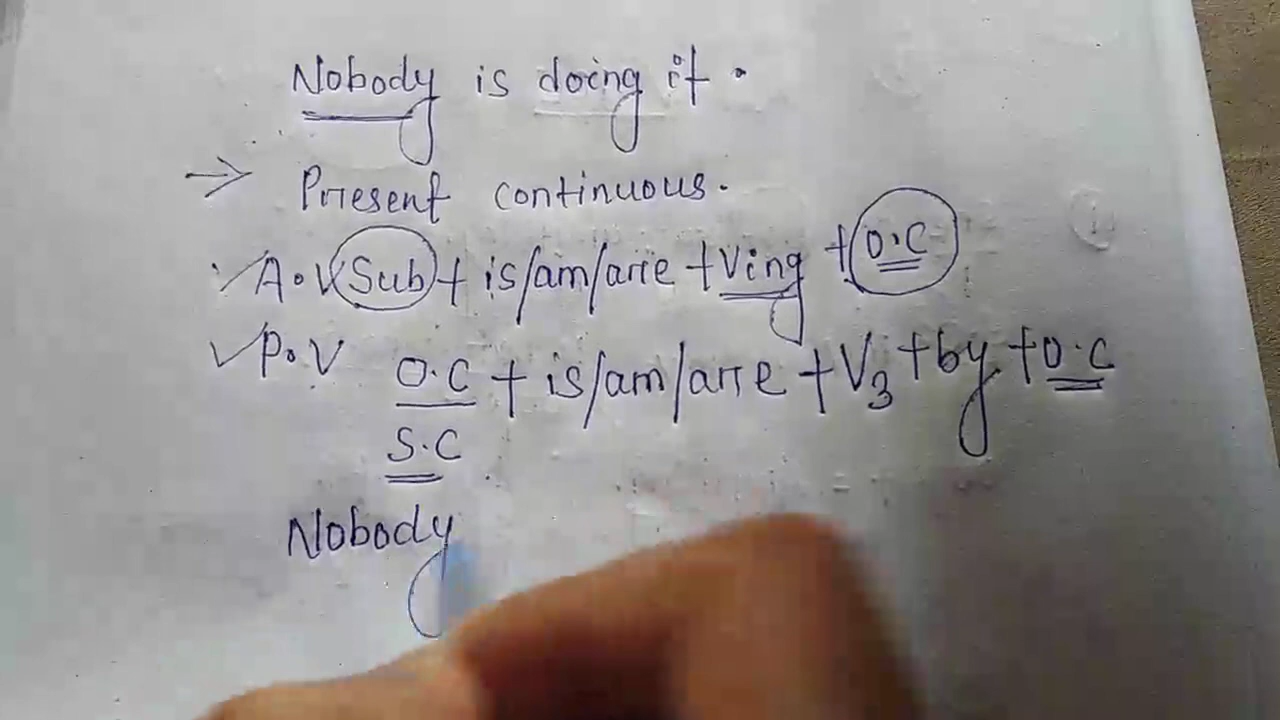 Nobody is doing it.
→ Present continuous.
✓A.V Sub + is/am/are + Ving + O.C
✓P.V O.C + is/am/are + V3 + by + O.C
S.C
Nobody